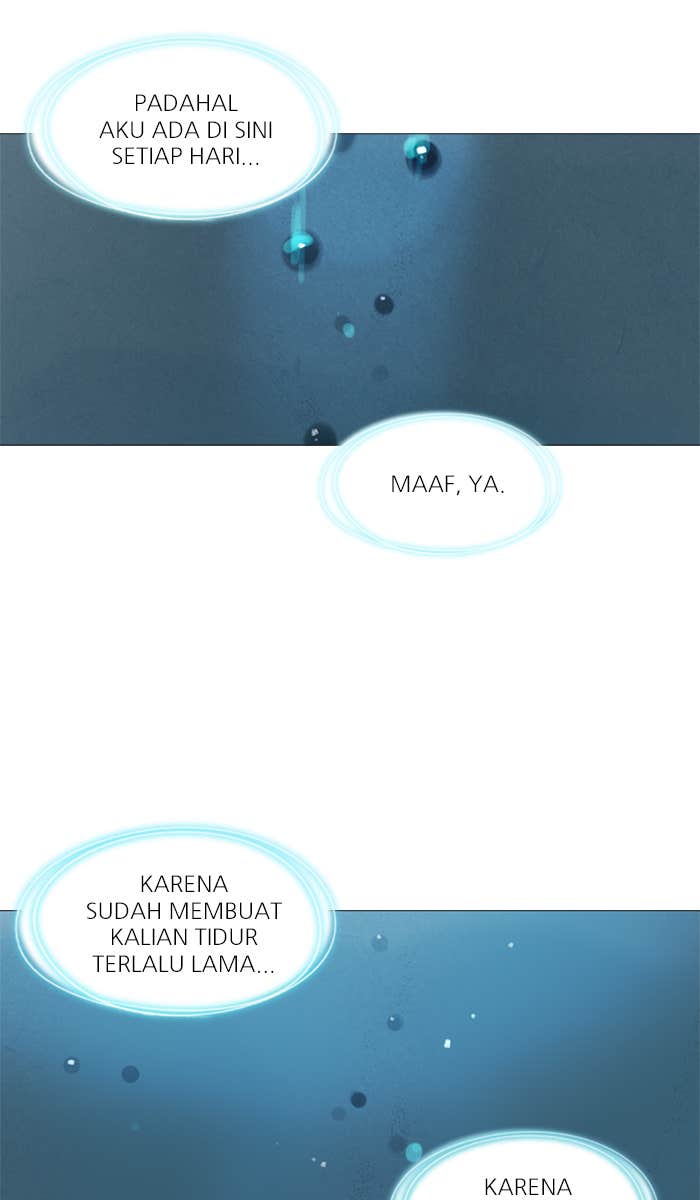 PADAHAL
AKU ADA DI SINI
SETIAP HARI...
MAAF, YA.
KARENA
SUDAH MEMBUAT
KALIAN TIDUR
TERLALU LAMA...
KARENA